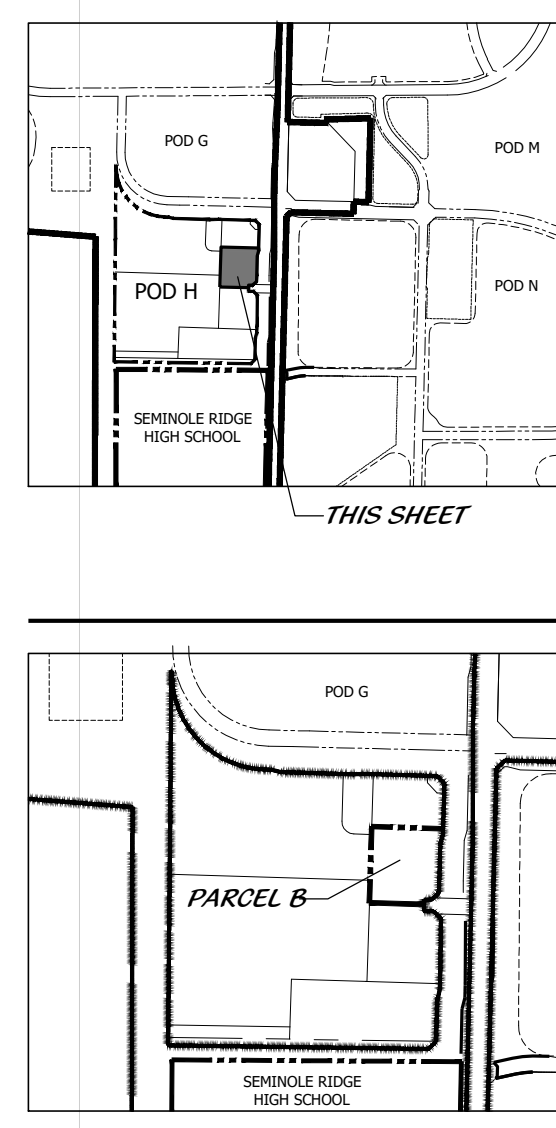 POD G
POD M
POD H
POD N
SEMINOLE RIDGE
HIGH SCHOOL
THIS SHEET
POD G
PARCEL B
SEMINOLE RIDGE
HIGH SCHOOL